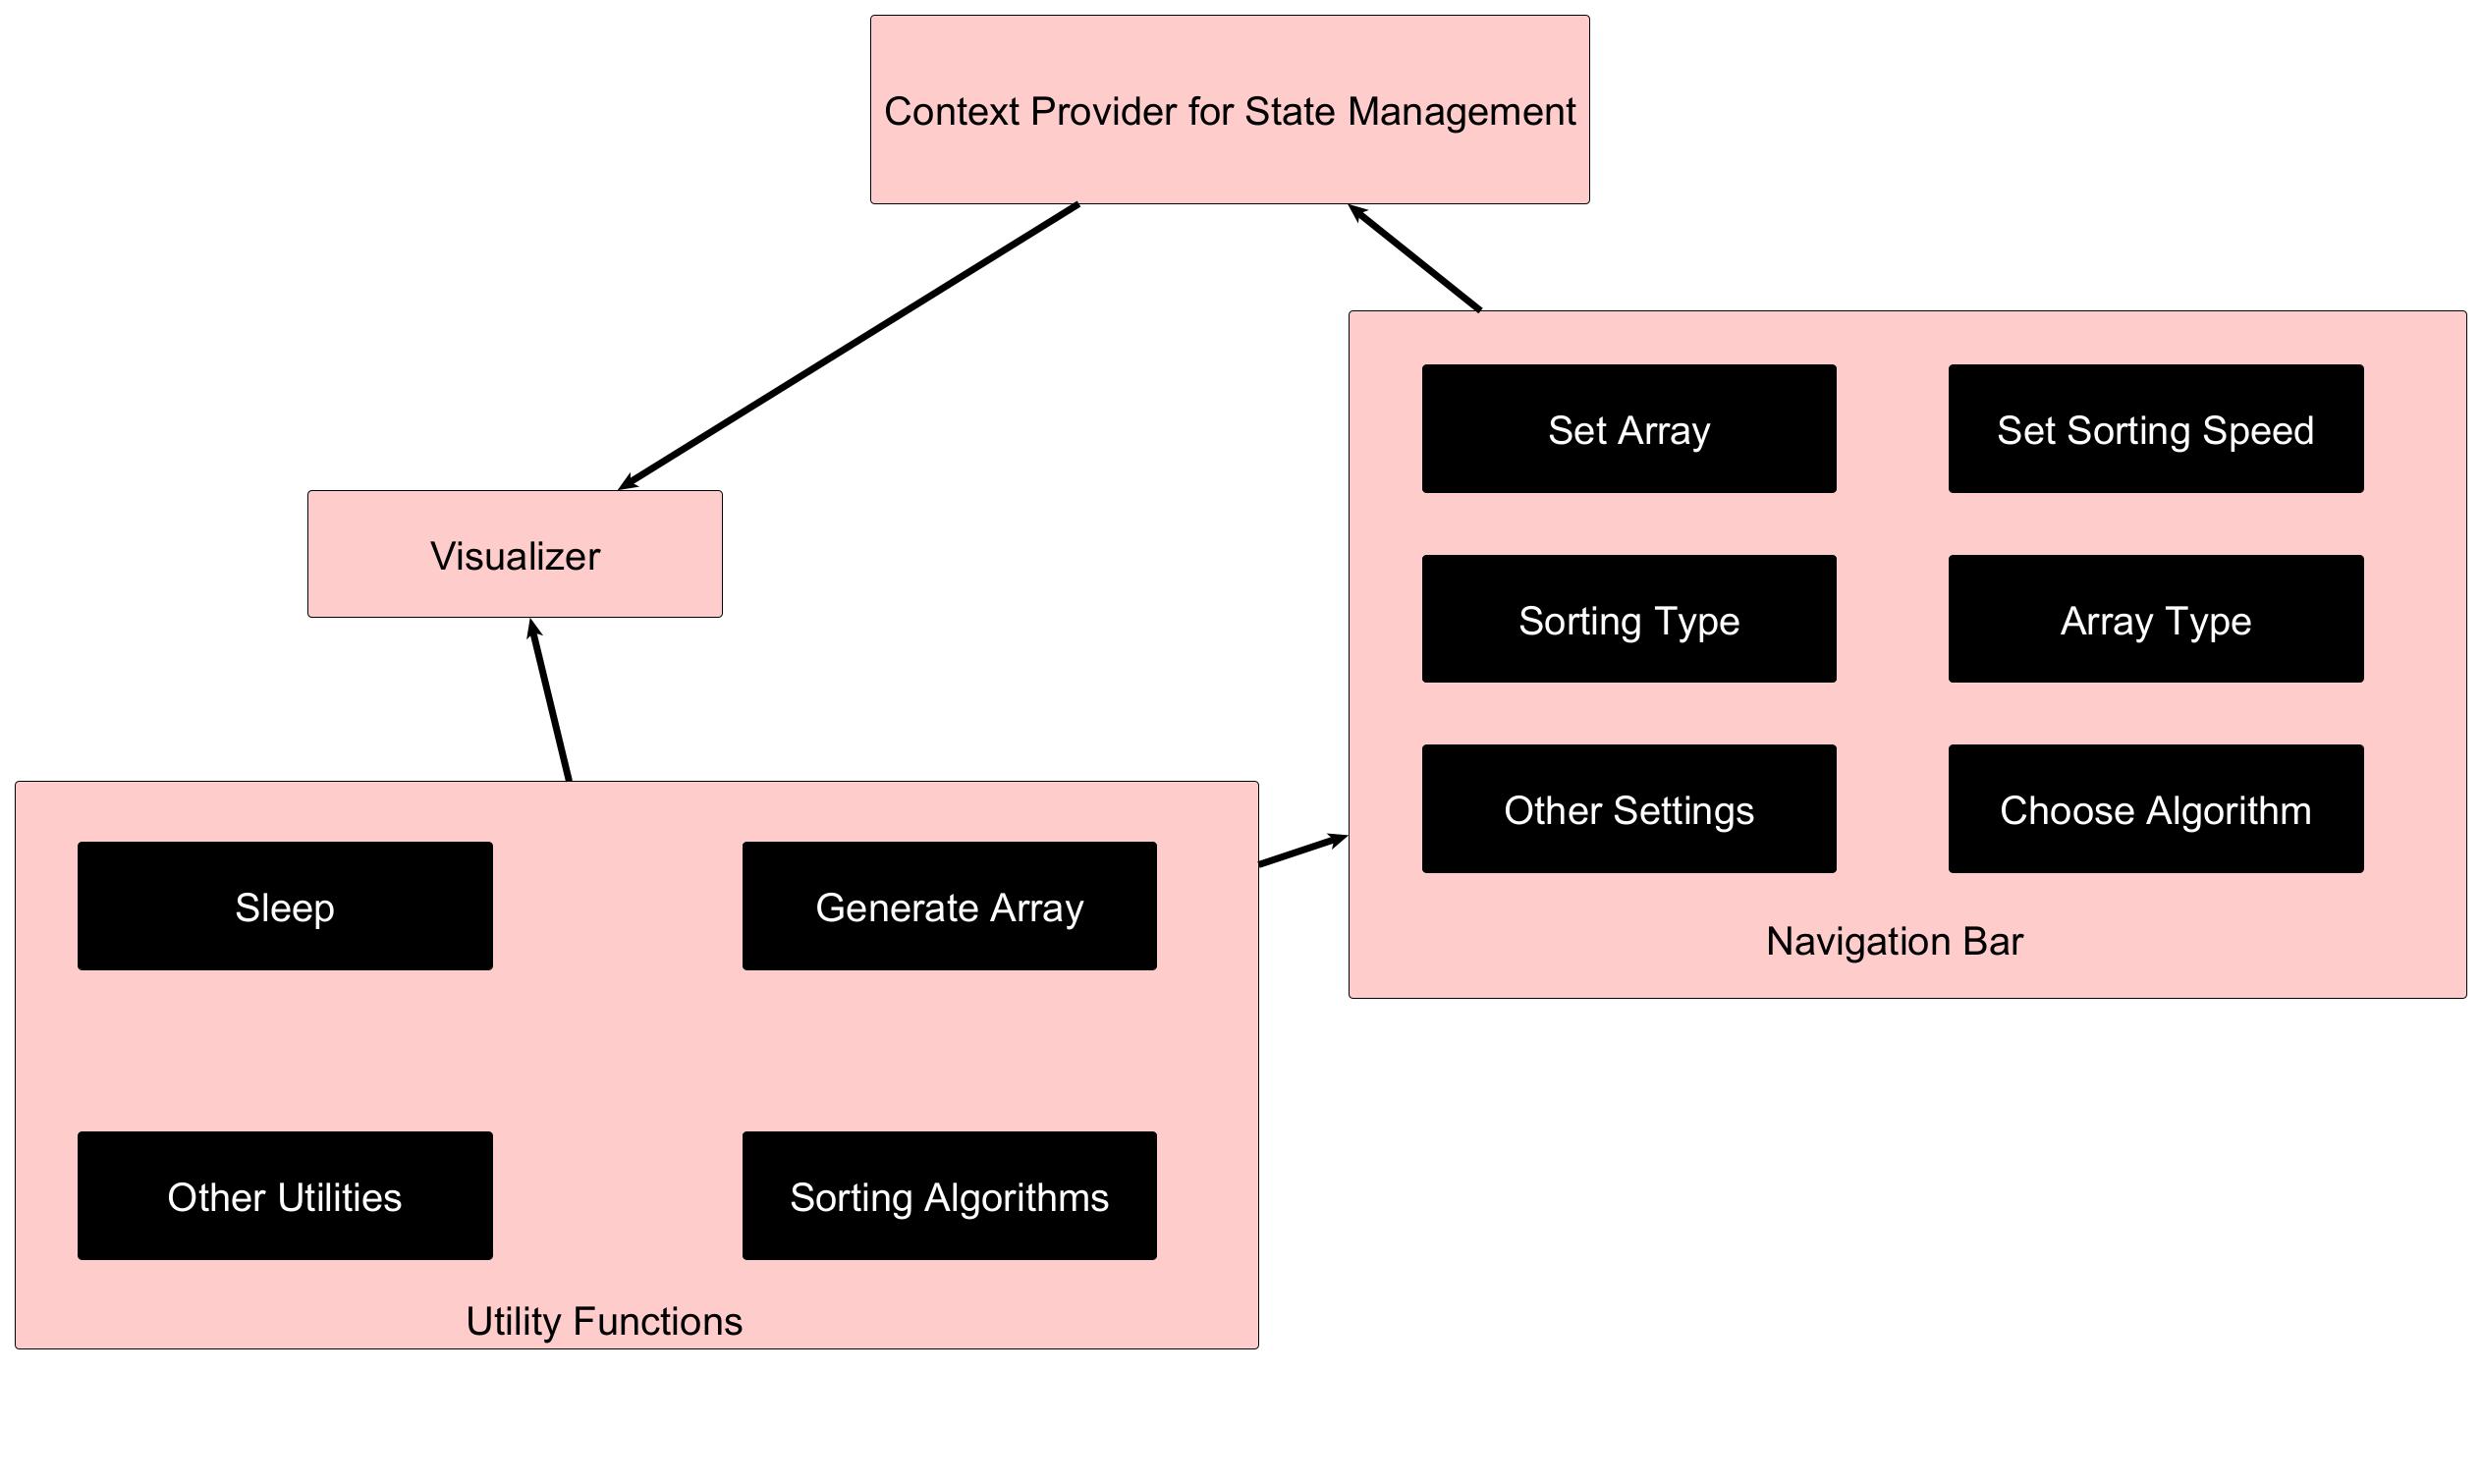 Context Provider for State Management
Visualizer
Set Array
Set Sorting Speed
Sorting Type
Array Type
Other Settings
Choose Algorithm
Navigation Bar
Sleep
Generate Array
Other Utilities
Sorting Algorithms
Utility Functions